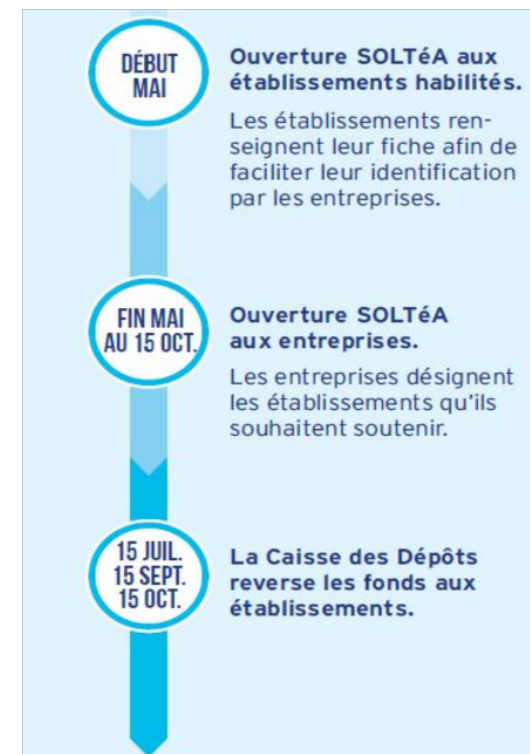 DÉBUT
MAI
Ouverture SOLTéA aux
établissements habilités.
Les établissements ren-
seignent leur fiche afin de
faciliter leur identification
par les entreprises.
FIN MAI
AU 15 OCT.
Ouverture SOLTéA
aux entreprises.
Les entreprises désignent
les établissements qu'ils
souhaitent soutenir.
15 JUIL.
15 SEPT.
15 OCT.
La Caisse des Dépôts
reverse les fonds aux
établissements.